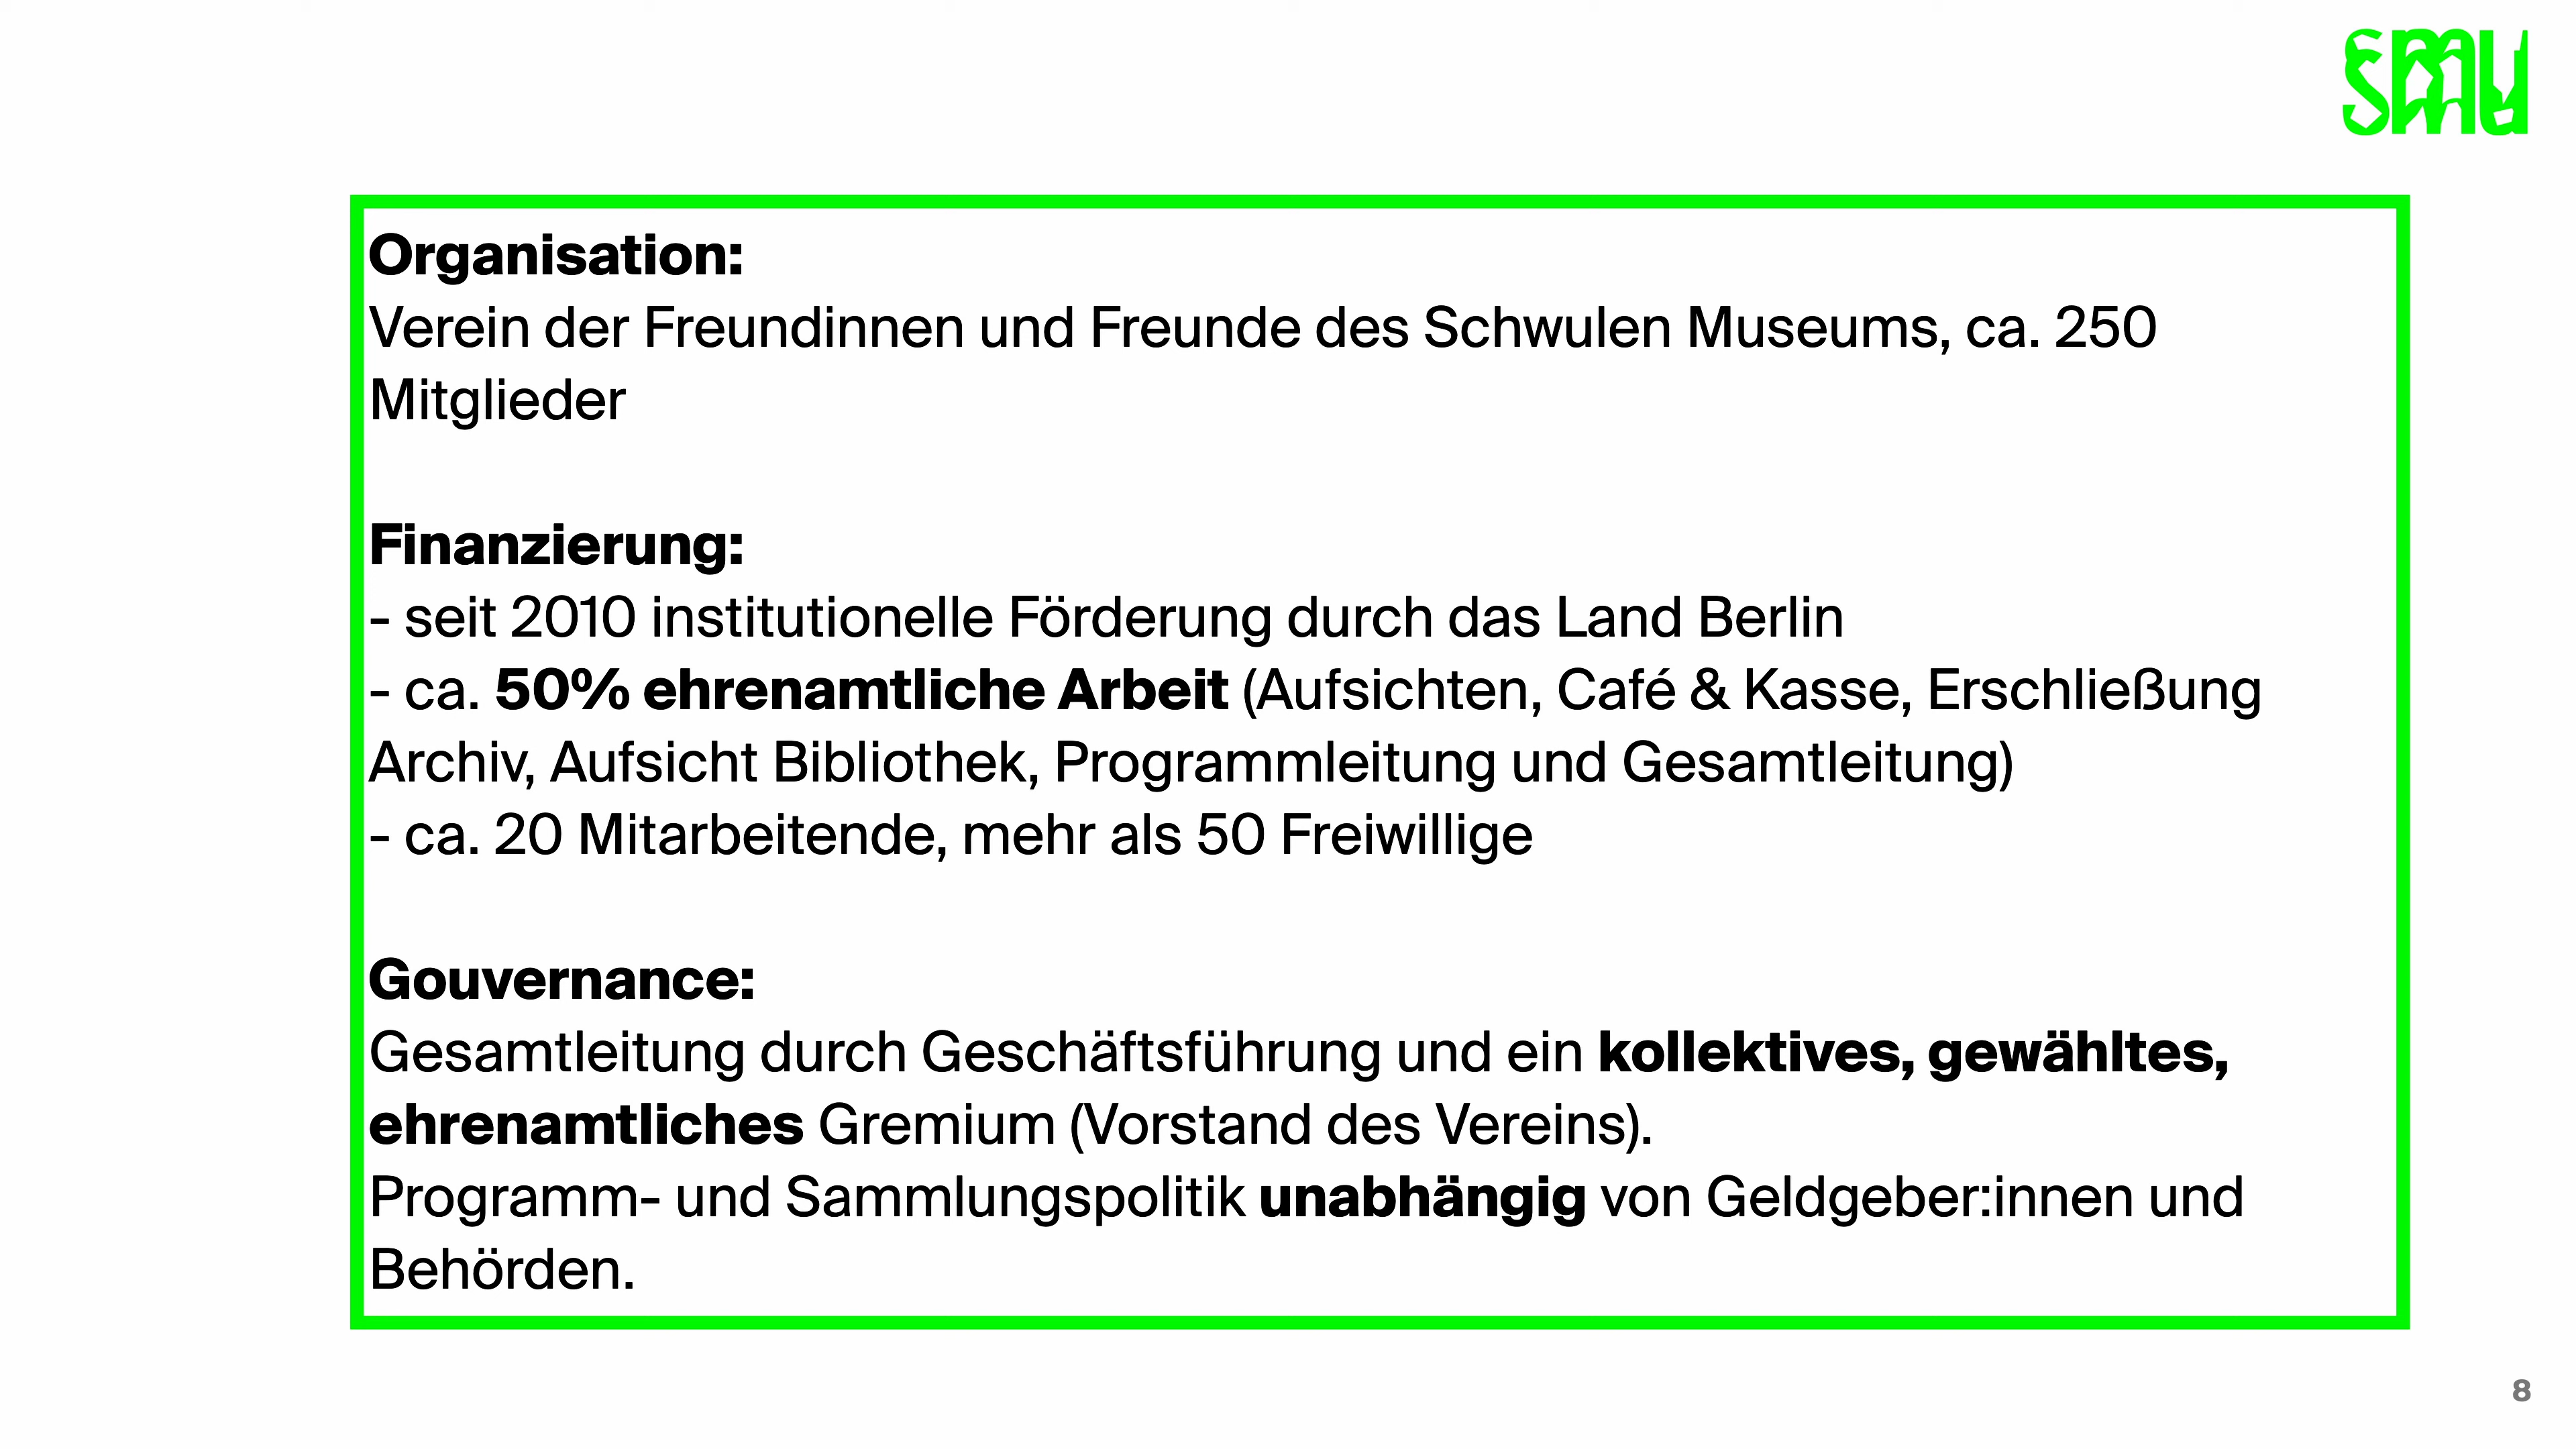 SMU
Organisation:
Verein der Freundinnen und Freunde des Schwulen Museums, ca. 250
Mitglieder
Finanzierung:
- seit 2010 institutionelle Förderung durch das Land Berlin
- ca. 50% ehrenamtliche Arbeit (Aufsichten, Café & Kasse, Erschließung
Archiv, Aufsicht Bibliothek, Programmleitung und Gesamtleitung)
- ca. 20 Mitarbeitende, mehr als 50 Freiwillige
Gouvernance:
Gesamtleitung durch Geschäftsführung und ein kollektives, gewähltes,
ehrenamtliches Gremium (Vorstand des Vereins).
Programm- und Sammlungspolitik unabhängig von Geldgeber:innen und
Behörden.
8